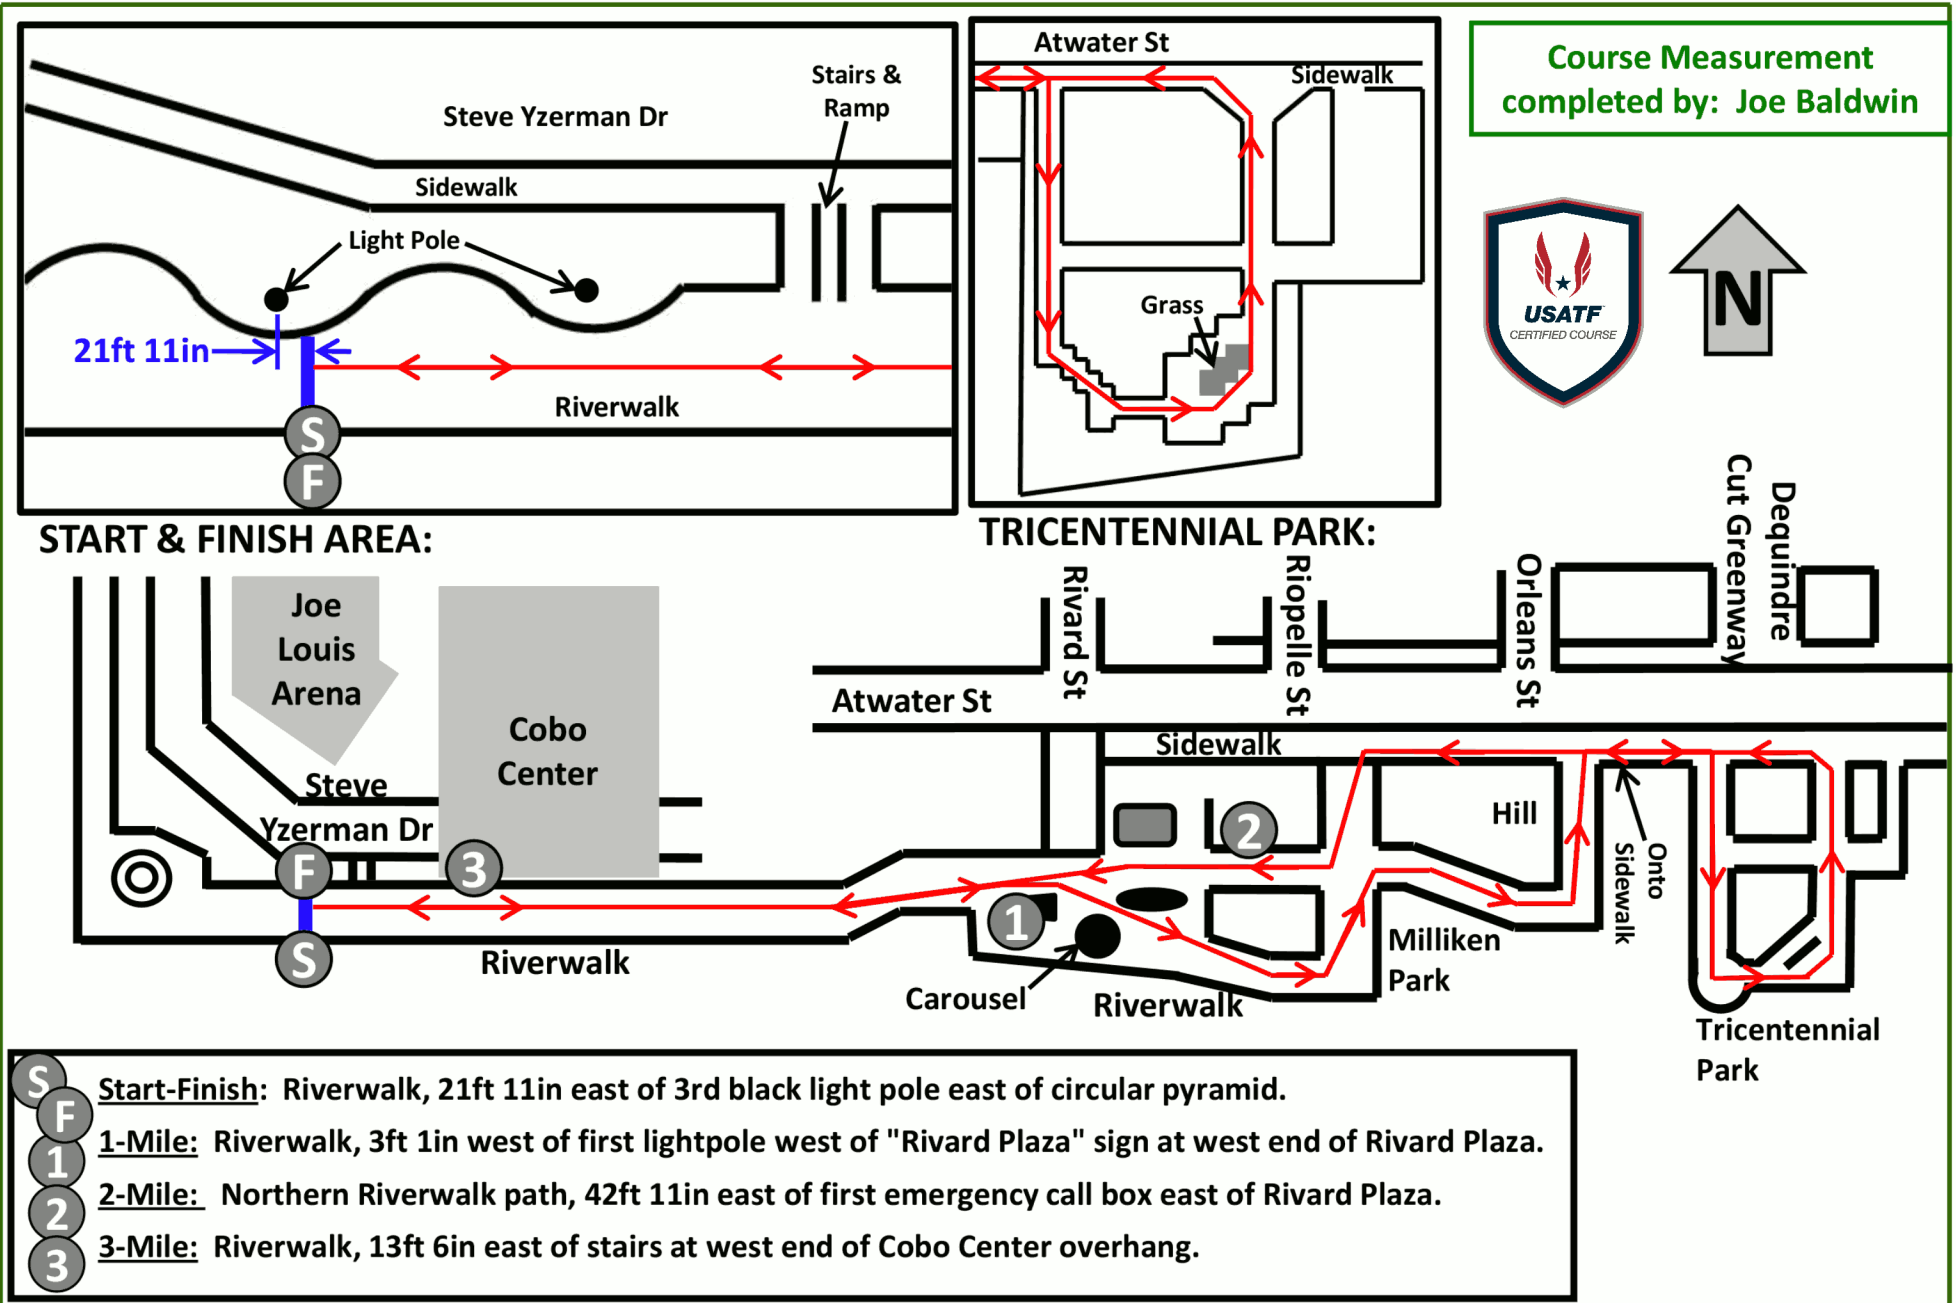 Steve Yzerman Dr
Stairs &
Ramp
Sidewalk
Light Pole
21ft 11in
Riverwalk
S
F
START & FINISH AREA:
Atwater St
Sidewalk
Grass
TRICENTENNIAL PARK:
Course Measurement
completed by:  Joe Baldwin
USATF
CERTIFIED COURSE
N
Joe
Louis
Arena
Cobo
Center
Steve
Yzerman Dr
F
3
S
Riverwalk
Atwater St
Rivard St
Riopelle St
Orleans St
Dequindre
Cut Greenway
Sidewalk
2
Hill
Onto
Sidewalk
1
Carousel
Riverwalk
Milliken
Park
Tricentennial
Park
S
F
Start-Finish:  Riverwalk, 21ft 11in east of 3rd black light pole east of circular pyramid.
1
1-Mile:  Riverwalk, 3ft 1in west of first lightpole west of "Rivard Plaza" sign at west end of Rivard Plaza.
2
2-Mile:  Northern Riverwalk path, 42ft 11in east of first emergency call box east of Rivard Plaza.
3
3-Mile:  Riverwalk, 13ft 6in east of stairs at west end of Cobo Center overhang.